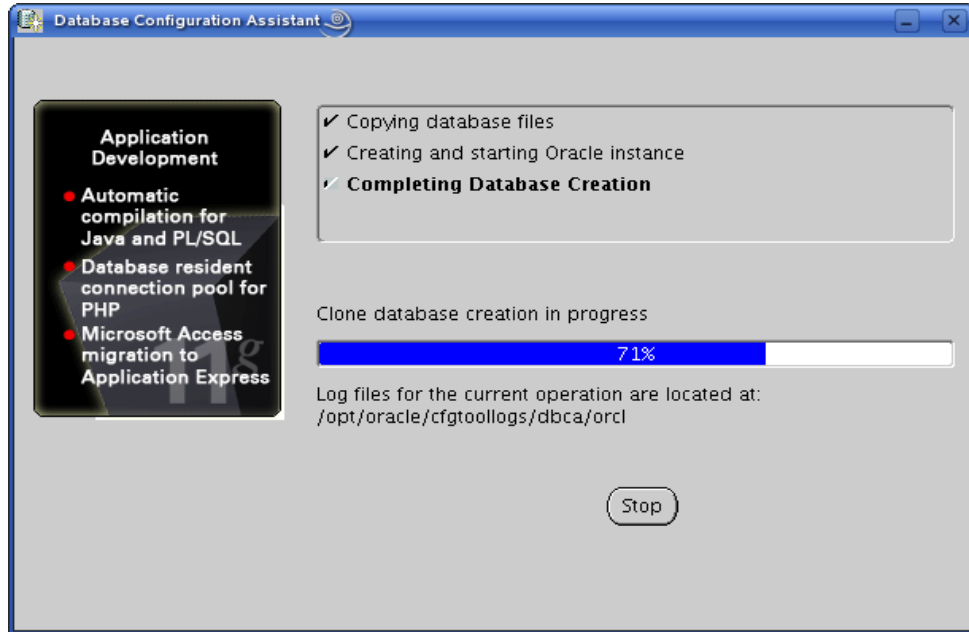 Database Configuration Assistant
Application
Development
Automatic
compilation for
Java and PL/SQL
Database resident
connection pool for
PHP
Microsoft Access
migration to
Application Express
11g
Copying database files
Creating and starting Oracle instance
Completing Database Creation
Clone database creation in progress
71%
Log files for the current operation are located at:
/opt/oracle/cfgtoollogs/dbca/orcl
Stop